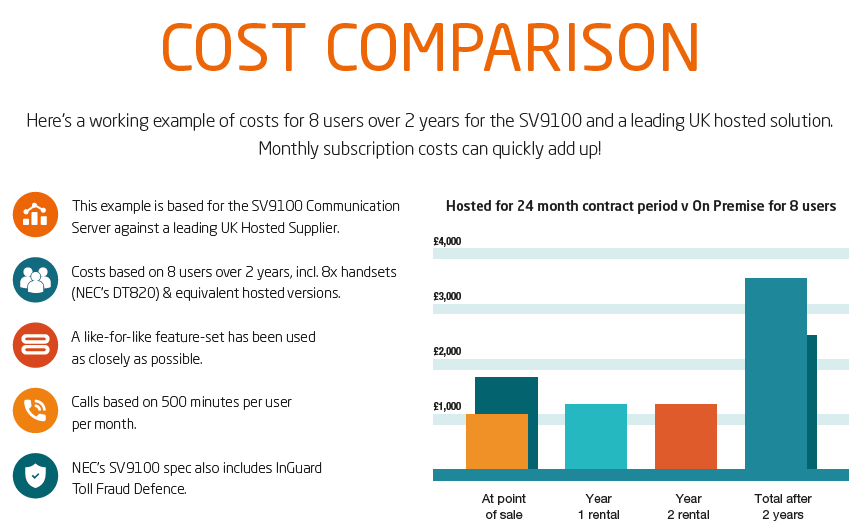 COST COMPARISON
Here's a working example of costs for 8 users over 2 years for the SV9100 and a leading UK hosted solution.
Monthly subscription costs can quickly add up!
This example is based for the SV9100 Communication
Server against a leading UK Hosted Supplier.
Costs based on 8 users over 2 years, incl. 8x handsets
(NEC's DT820) & equivalent hosted versions.
A like-for-like feature-set has been used
as closely as possible.
Calls based on 500 minutes per user
per month.
NEC's SV9100 spec also includes InGuard
Toll Fraud Defence.
Hosted for 24 month contract period v On Premise for 8 users
£4,000
£3,000
£2,000
£1,000
At point
of sale
Year
1 rental
Year
2 rental
Total after
2 years